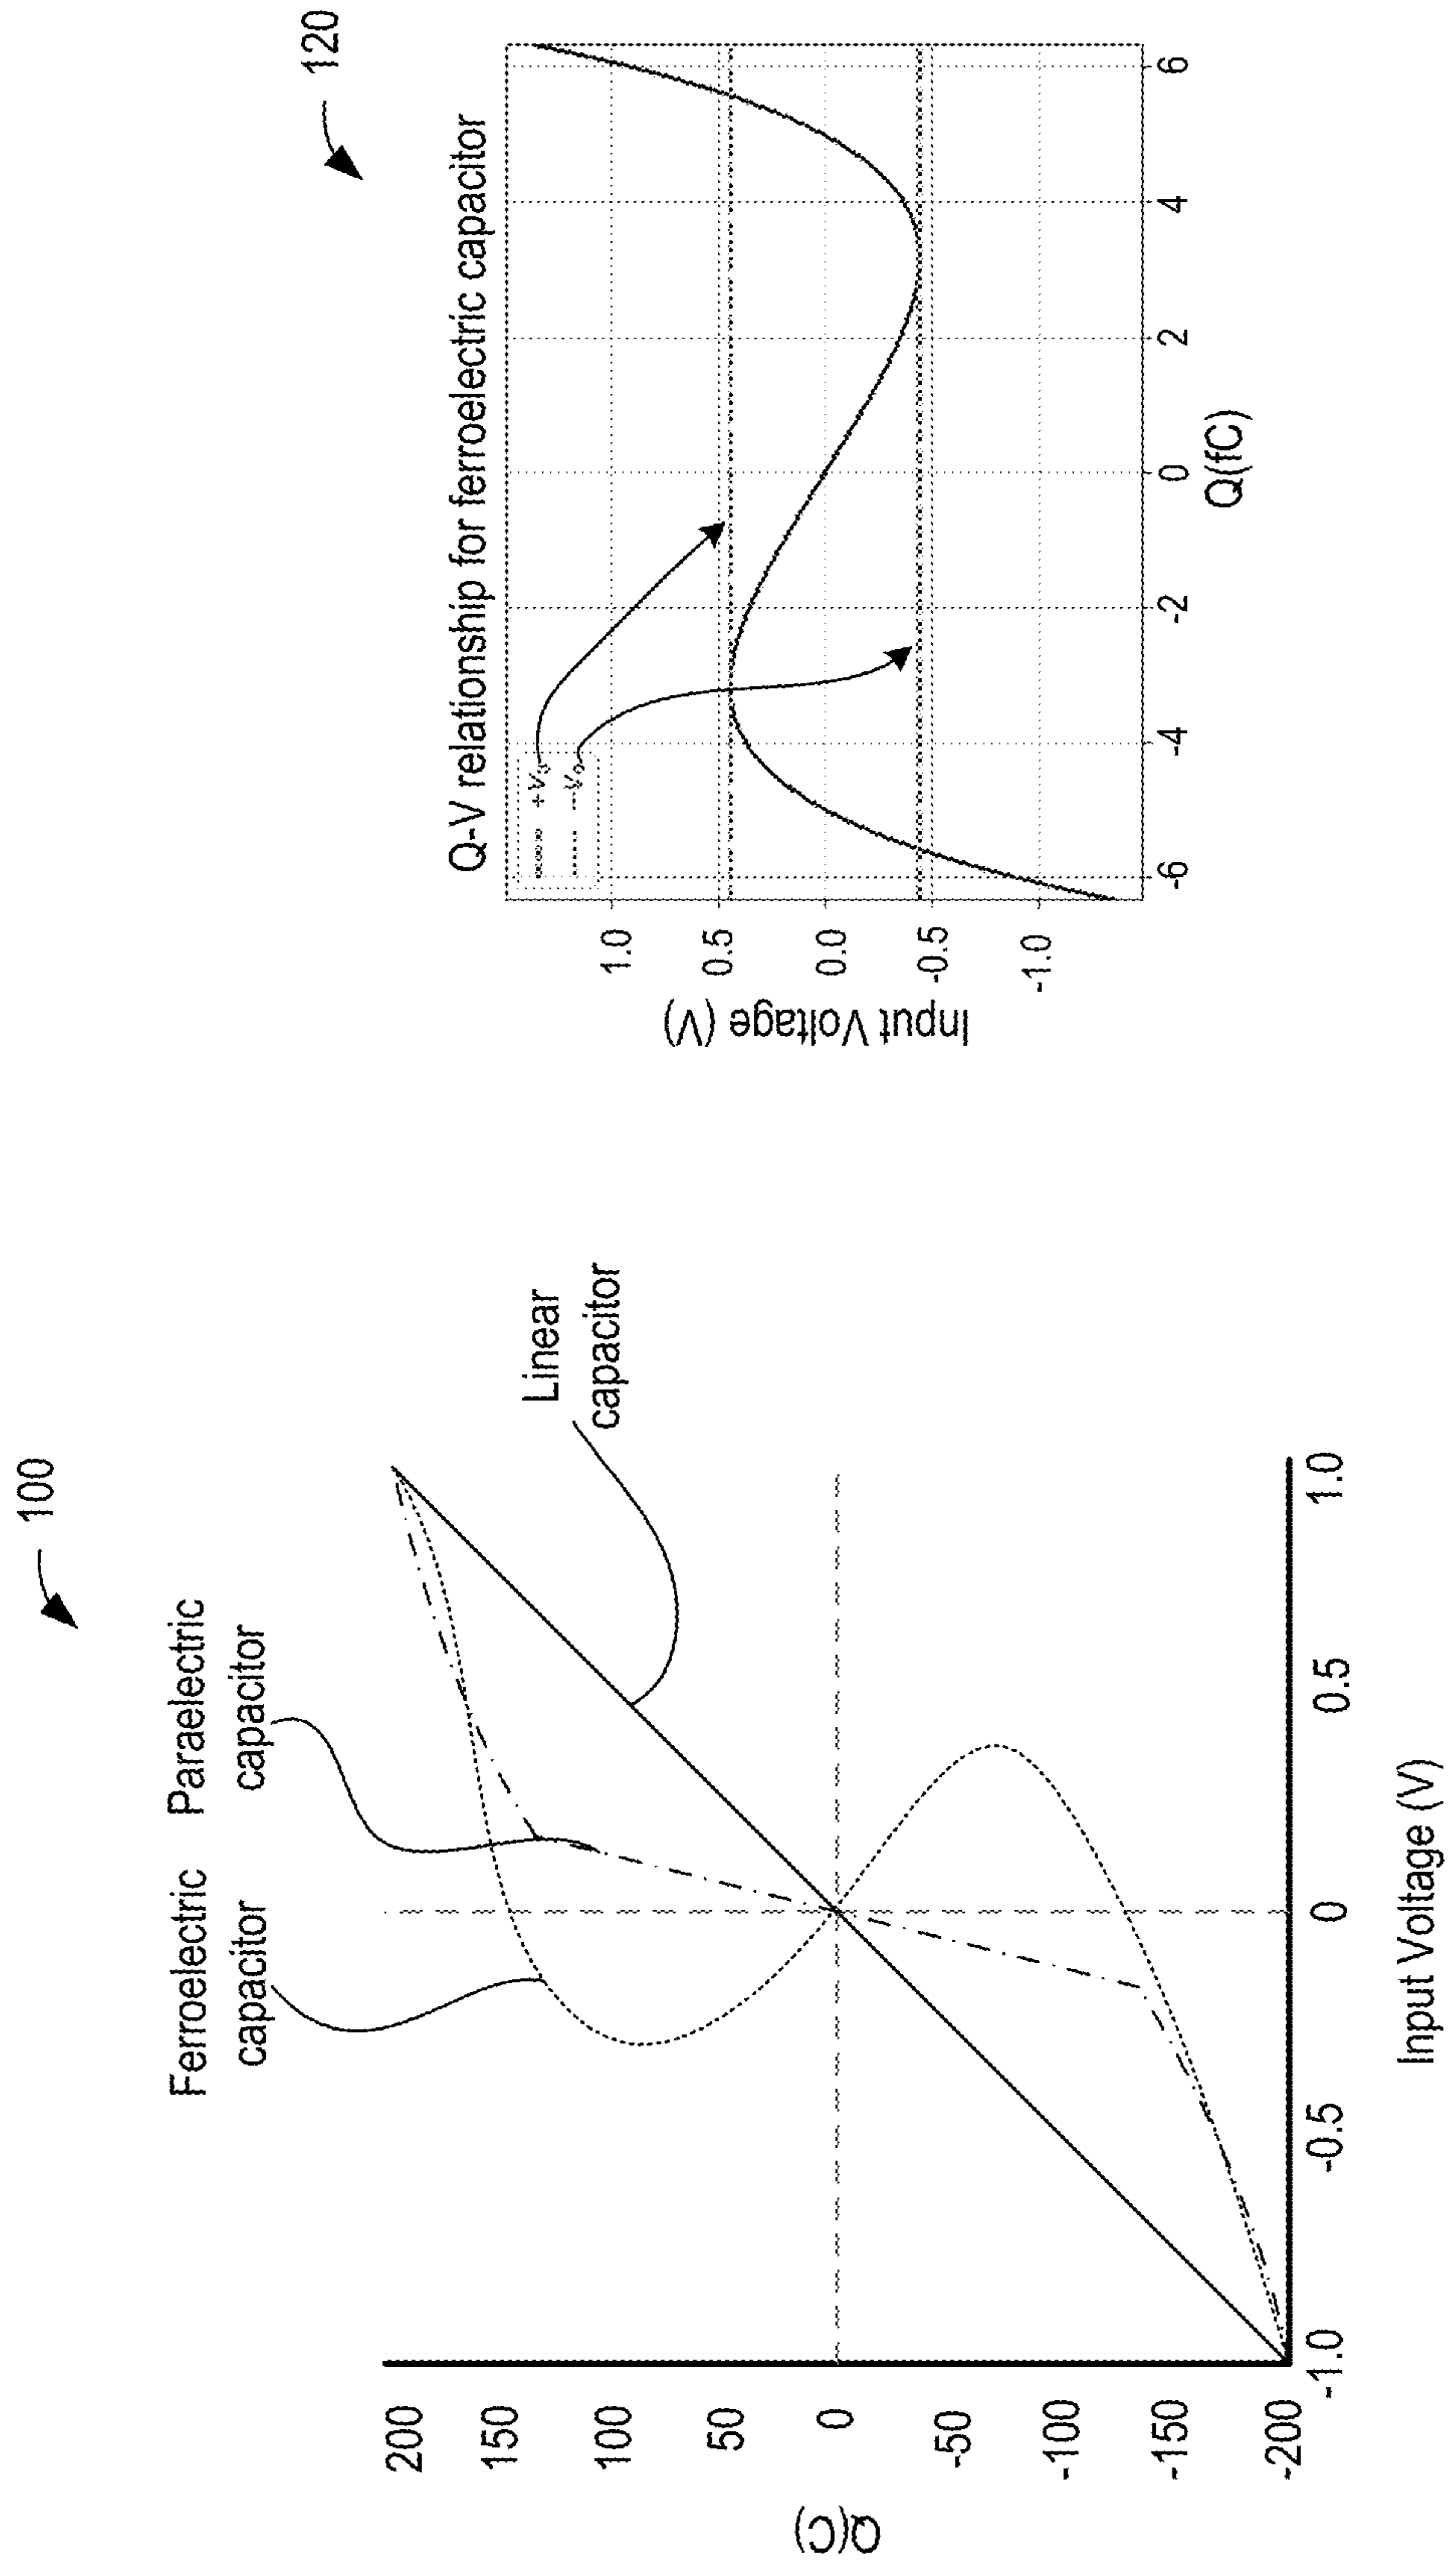 100
Ferroelectric
capacitor
Paraelectric
capacitor
Linear
capacitor
Q(C)
200
150
100
50
0
-50
-100
-150
-200
-1.0
-0.5
0
0.5
1.0
Input Voltage (V)
120
Q-V relationship for ferroelectric capacitor
+V₀
-V₀
Input Voltage (V)
1.0
0.5
0.0
-0.5
-1.0
-6
-4
-2
0
2
4
6
Q(fC)